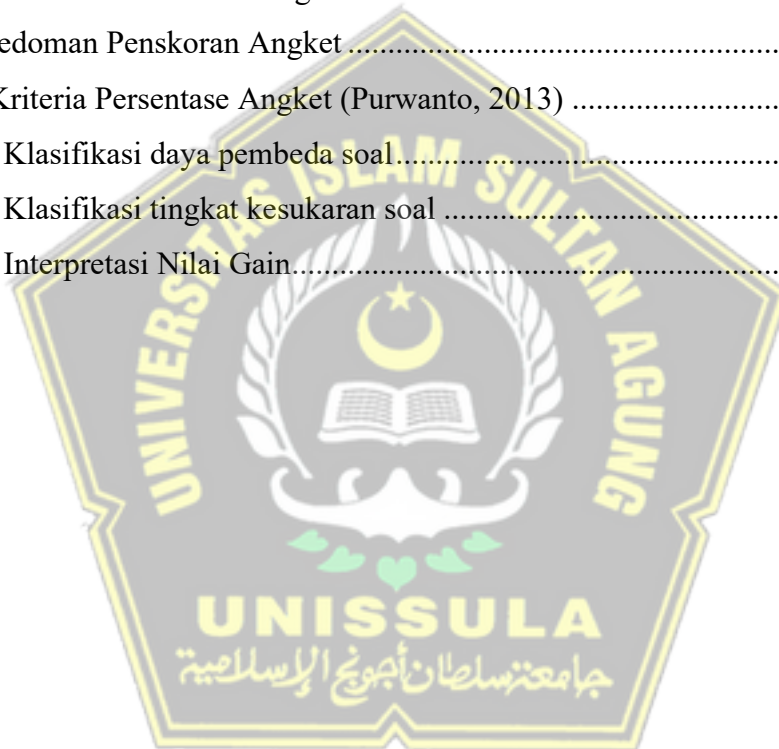 edoman Penskoran Angket
Kriteria Persentase Angket (Purwanto, 2013)
Klasifikasi daya pembeda soal
Klasifikasi tingkat kesukaran soal
Interpretasi Nilai Gain
UNIVERSITAS ISLAM SULTAN AGUNG
UNISSULA
جامعة سلطان أجونج الإسلامية